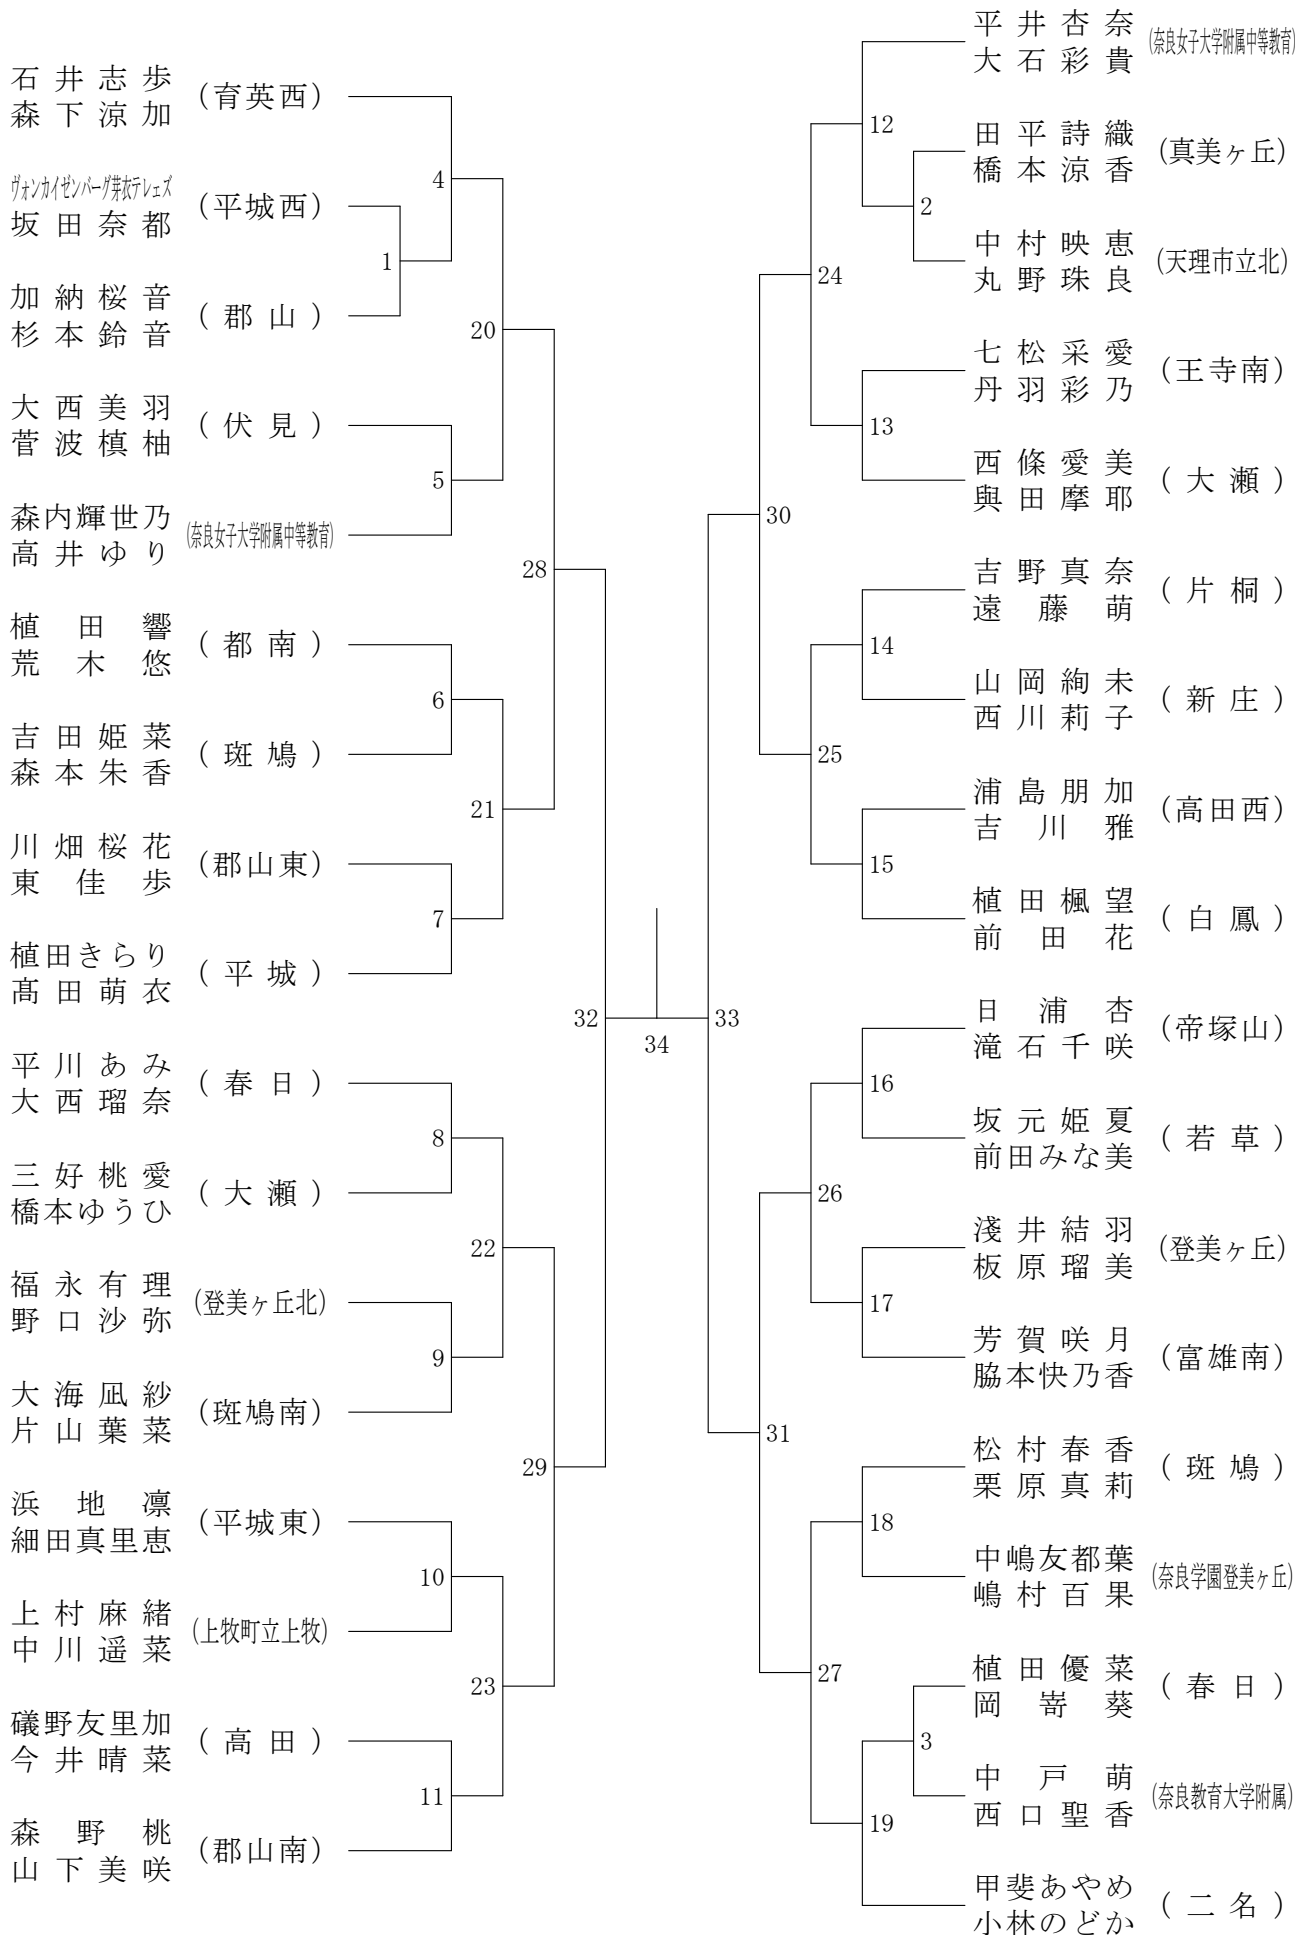 石井志歩
森下涼加
(育英西)
ヴォンカイゼンバーグ芽衣テレェズ
坂田奈都
(平城西)
加納桜音
杉本鈴音
(郡山)
大西美羽
菅波槙柚
(伏見)
森内輝世乃
高井ゆり
(奈良女子大学附属中等教育)
植田響
荒木悠
(都南)
吉田姫菜
森本朱香
(斑鳩)
川畑桜花
東佳歩
(郡山東)
植田きらり
髙田萌衣
(平城)
平川あみ
大西瑠奈
(春日)
三好桃愛
橋本ゆうひ
(大瀬)
福永有理
野口沙弥
(登美ヶ丘北)
大海凪紗
片山葉菜
(斑鳩南)
浜地凛
細田真里恵
(平城東)
上村麻緒
中川遥菜
(上牧町立上牧)
礒野友里加
今井晴菜
(高田)
森野桃
山下美咲
(郡山南)
1
4
5
6
7
8
9
10
11
20
21
22
23
28
29
32
34
33
30
31
24
25
26
27
12
13
14
15
16
17
18
19
2
3
平井杏奈
大石彩貴
(奈良女子大学附属中等教育)
田平詩織
橋本涼香
(真美ヶ丘)
中村映恵
丸野珠良
(天理市立北)
七松采愛
丹羽彩乃
(王寺南)
西條愛美
與田摩耶
(大瀬)
吉野真奈
遠藤萌
(片桐)
山岡絢未
西川莉子
(新庄)
浦島朋加
吉川雅
(高田西)
植田楓望
前田花
(白鳳)
日浦杏
滝石千咲
(帝塚山)
坂元姫夏
前田みな美
(若草)
淺井結羽
板原瑠美
(登美ヶ丘)
芳賀咲月
脇本快乃香
(富雄南)
松村春香
栗原真莉
(斑鳩)
中嶋友都葉
嶋村百果
(奈良学園登美ヶ丘)
植田優菜
岡嵜葵
(春日)
中戸萌
西口聖香
(奈良教育大学附属)
甲斐あやめ
小林のどか
(二名)